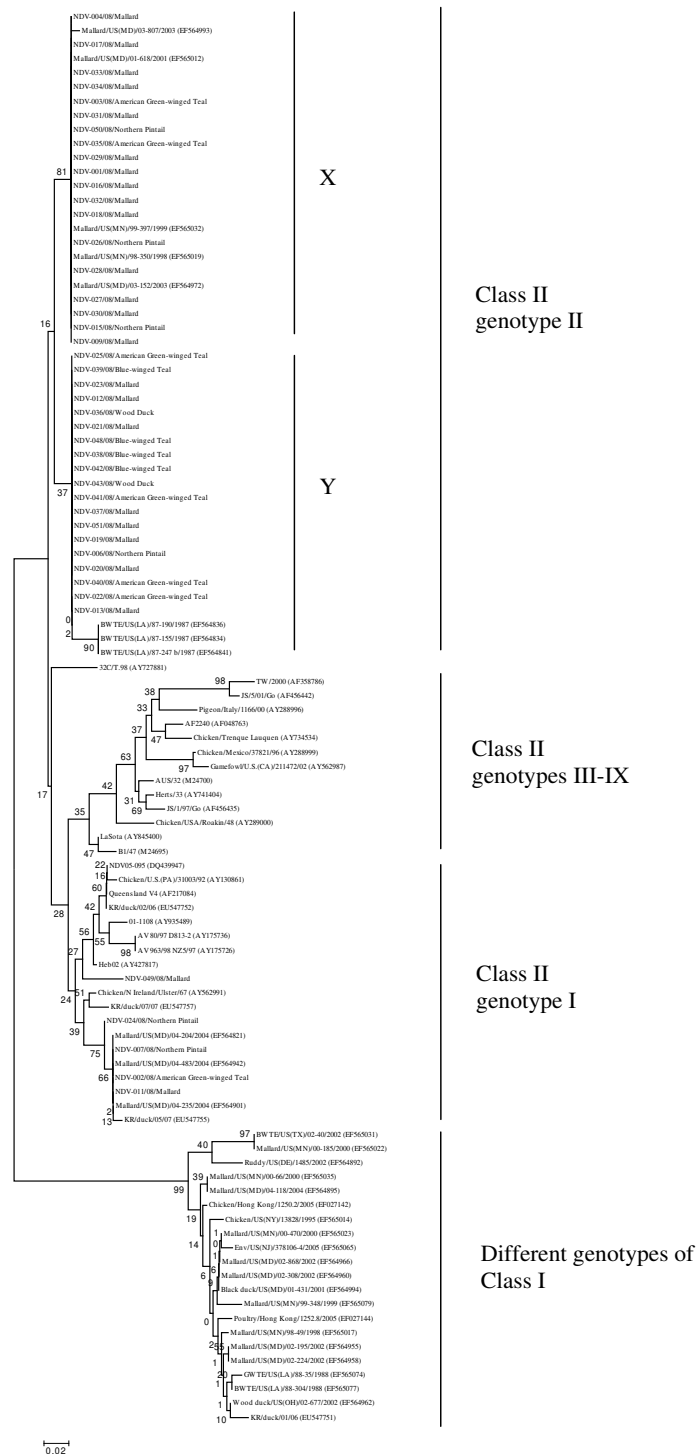 NDV-004/08/Mallard
Mallard/US(MD)/03-807/2003 (EF564993)
NDV-017/08/Mallard
Mallard/US(MD)/01-618/2001 (EF565012)
NDV-033/08/Mallard
NDV-034/08/Mallard
NDV-003/08/American Green-winged Teal
NDV-031/08/Mallard
NDV-050/08/Northern Pintail
NDV-035/08/American Green-winged Teal
NDV-029/08/Mallard
NDV-001/08/Mallard
81
X
NDV-016/08/Mallard
NDV-032/08/Mallard
NDV-018/08/Mallard
Mallard/US(MN)/99-397/1999 (EF565032)
NDV-026/08/Northern Pintail
Mallard/US(MN)/98-350/1998 (EF565019)
NDV-028/08/Mallard
Mallard/US(MD)/03-152/2003 (EF564972)
Class II
genotype II
NDV-027/08/Mallard
NDV-030/08/Mallard
16
NDV-015/08/Northern Pintail
NDV-009/08/Mallard
NDV-025/08/American Green-winged Teal
NDV-039/08/Blue-winged Teal
NDV-023/08/Mallard
NDV-012/08/Mallard
NDV-036/08/Wood Duck
NDV-021/08/Mallard
NDV-048/08/Blue-winged Teal
NDV-038/08/Blue-winged Teal
NDV-042/08/Blue-winged Teal
NDV-043/08/Wood Duck
37
Y
NDV-041/08/American Green-winged Teal
NDV-037/08/Mallard
NDV-051/08/Mallard
NDV-019/08/Mallard
NDV-006/08/Northern Pintail
NDV-020/08/Mallard
NDV-040/08/American Green-winged Teal
NDV-022/08/American Green-winged Teal
NDV-013/08/Mallard
0
BWTE/US(LA)/87-190/1987 (EF564836)
2
BWTE/US(LA)/87-155/1987 (EF564834)
90
BWTE/US(LA)/87-247 b/1987 (EF564841)
32C/T.98 (AY727881)
98
TW/2000 (AF358786)
38
JS/5/01/Go (AF456442)
33
Pigeon/Italy/1166/00 (AY288996)
37
AF2240 (AF048763)
47
Chicken/Trenque Lauquen (AY734534)
63
Chicken/Mexico/37821/96 (AY288999)
97
Gamefowl/U.S.(CA)/211472/02 (AY562987)
Class II
genotypes III-IX
42
AUS/32 (M24700)
17
31
Herts/33 (AY741404)
69
JS/1/97/Go (AF456435)
35
Chicken/USA/Roakin/48 (AY289000)
LaSota (AY845400)
47
B1/47 (M24695)
22
NDV05-095 (DQ439947)
16
Chicken/U.S.(PA)/31003/92 (AY130861)
60
Queensland V4 (AF217084)
42
KR/duck/02/06 (EU547752)
28
01-1108 (AY935489)
56
55
AV 80/97 D813-2 (AY175736)
98
AV 963/98 NZ5/97 (AY175726)
27
Heb02 (AY427817)
NDV-049/08/Mallard
Class II
genotype I
51
Chicken/N Ireland/Ulster/67 (AY562991)
24
KR/duck/07/07 (EU547757)
NDV-024/08/Northern Pintail
39
Mallard/US(MD)/04-204/2004 (EF564821)
75
NDV-007/08/Northern Pintail
Mallard/US(MD)/04-483/2004 (EF564942)
66
NDV-002/08/American Green-winged Teal
NDV-011/08/Mallard
Mallard/US(MD)/04-235/2004 (EF564901)
2
13
KR/duck/05/07 (EU547755)
97
BWTE/US(TX)/02-40/2002 (EF565031)
40
Mallard/US(MN)/00-185/2000 (EF565022)
Ruddy/US(DE)/1485/2002 (EF564892)
99
39
Mallard/US(MN)/00-66/2000 (EF565035)
Mallard/US(MD)/04-118/2004 (EF564895)
19
Chicken/Hong Kong/1250.2/2005 (EF027142)
Chicken/US(NY)/13828/1995 (EF565014)
14
1
Mallard/US(MN)/00-470/2000 (EF565023)
0
Env/US(NJ)/378106-4/2005 (EF565065)
1
Mallard/US(MD)/02-868/2002 (EF564966)
6
6
Mallard/US(MD)/02-308/2002 (EF564960)
9
Black duck/US(MD)/01-431/2001 (EF564994)
Mallard/US(MN)/99-348/1999 (EF565079)
Different genotypes of
Class I
0
Poultry/Hong Kong/1252.8/2005 (EF027144)
Mallard/US(MN)/98-49/1998 (EF565017)
2
55
Mallard/US(MD)/02-195/2002 (EF564955)
1
Mallard/US(MD)/02-224/2002 (EF564958)
20
GWTE/US(LA)/88-35/1988 (EF565074)
1
BWTE/US(LA)/88-304/1988 (EF565077)
1
Wood duck/US(OH)/02-677/2002 (EF564962)
10
KR/duck/01/06 (EU547751)
0.02